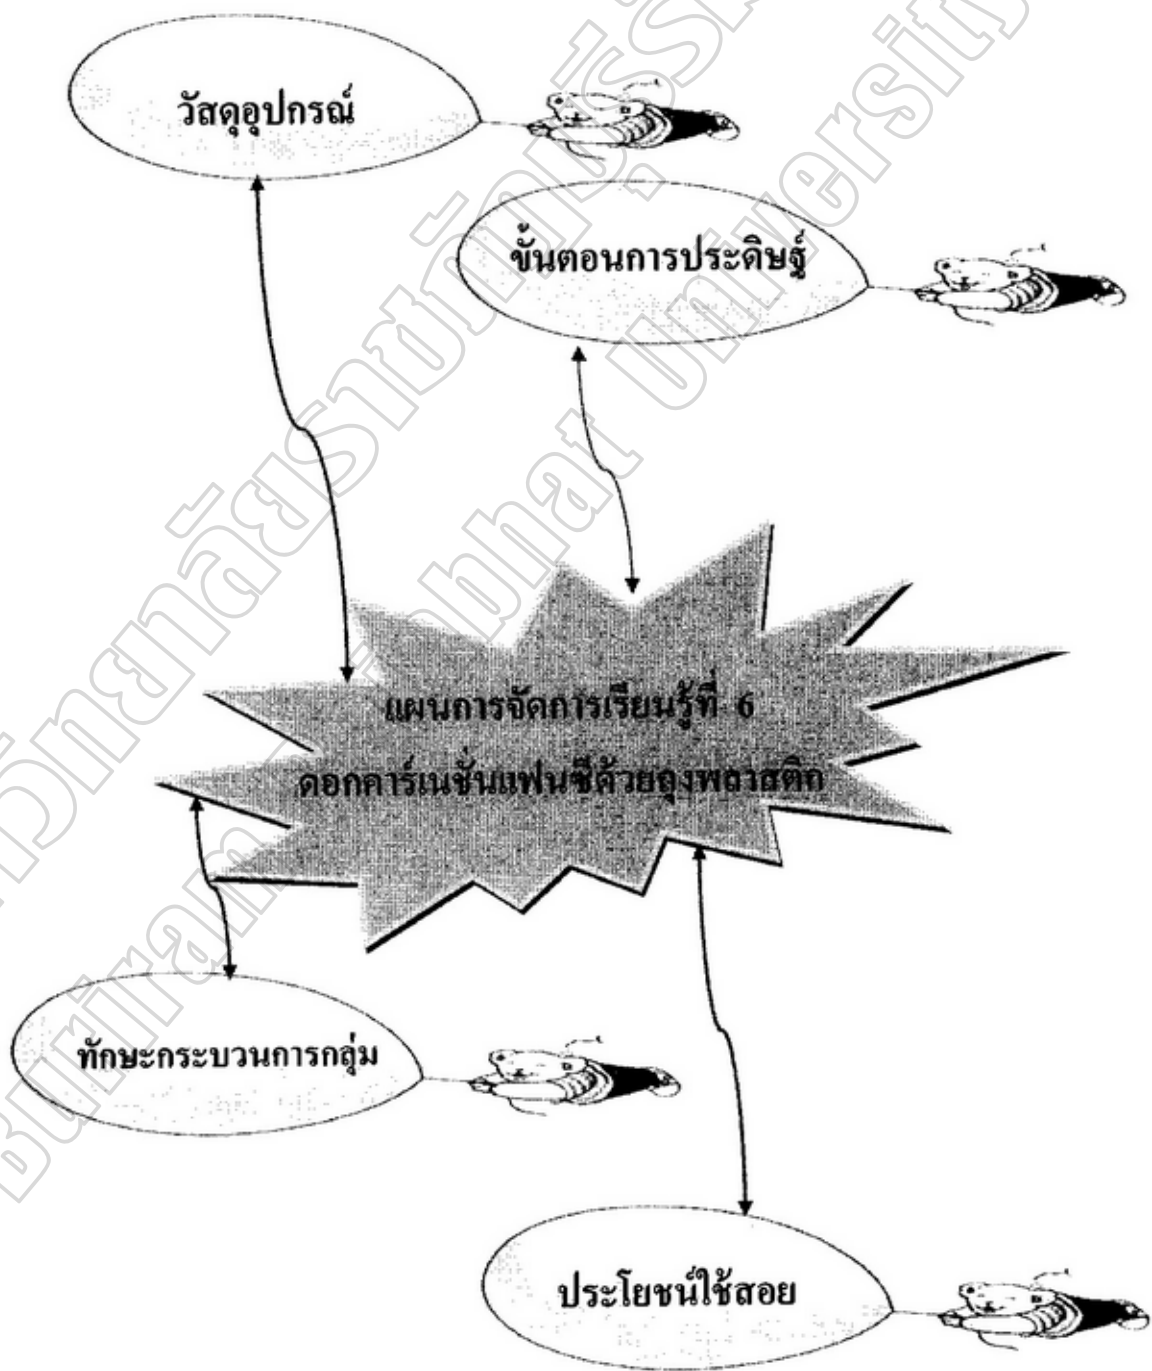 วัสดุอุปกรณ์
ขั้นตอนการประดิษฐ์
แผนการจัดการเรียนรู้ที่ 6
ดอกคาร์เนชั่นแฟนซีด้วยถุงพลาสติก
ทักษะกระบวนการกลุ่ม
ประโยชน์ใช้สอย
Buriram Rajabhat University